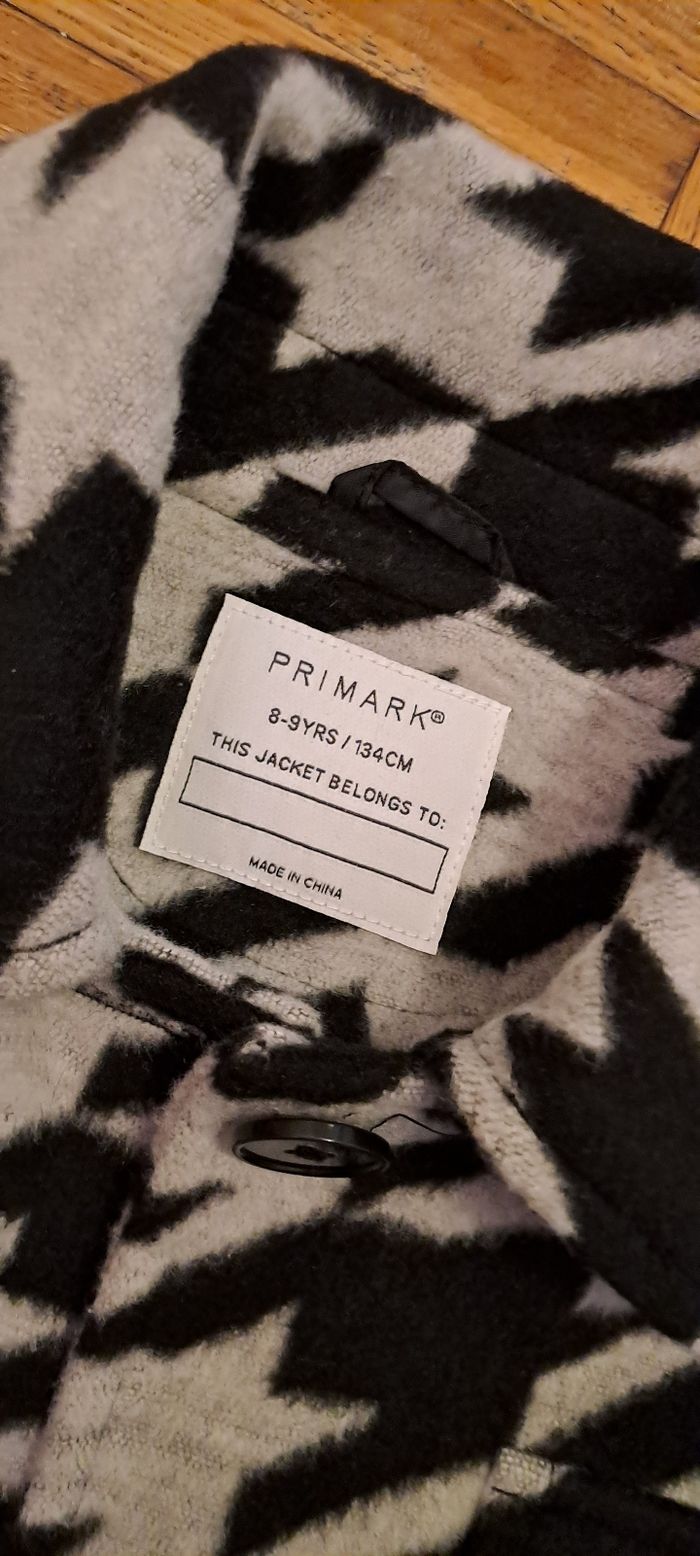 PRIMARK®
8-9YRS / 134CM
THIS JACKET BELONGS TO:
MADE IN CHINA